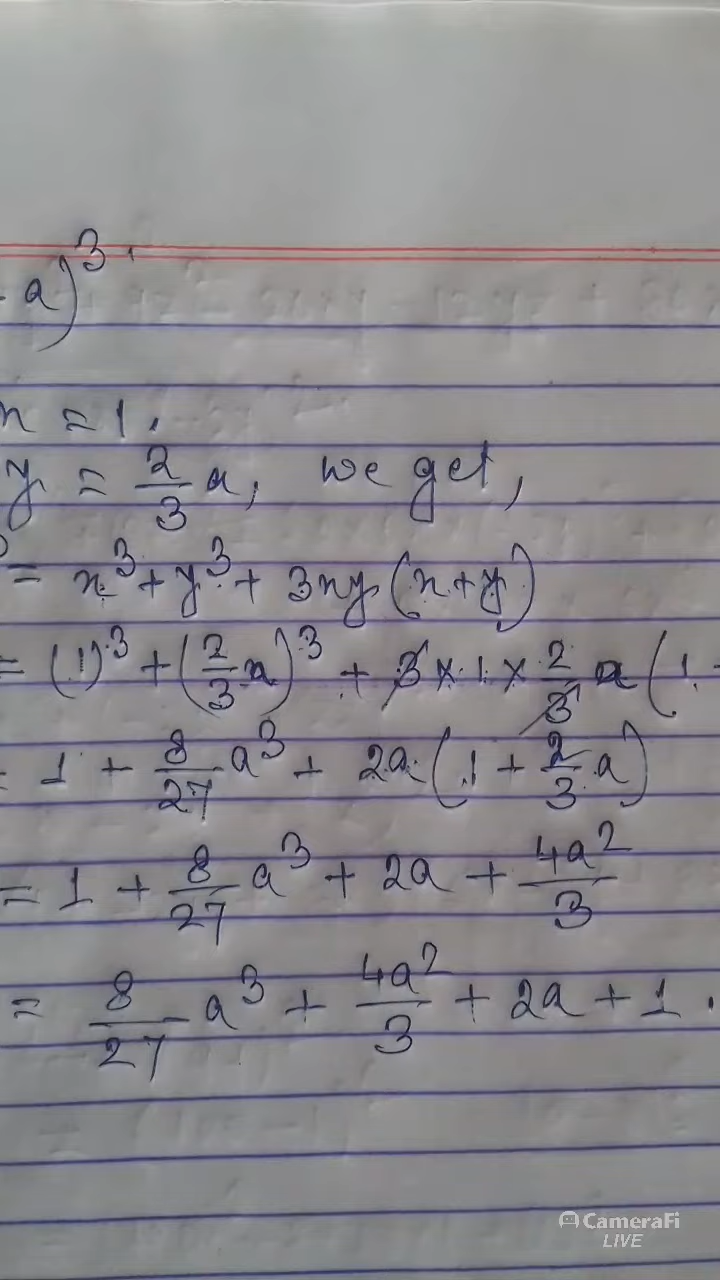 a)³.
x = 1.
y = 2/3 a, we get,
= x³ + y³ + 3xy(x+y)
= (1)³ + (2/3 a)³ + 3 × 1 × 2/3 a (1
= 1 + 8/27 a³ + 2a(1 + 2/3 a)
= 1 + 8/27 a³ + 2a + 4a²/3
= 8/27 a³ + 4a²/3 + 2a + 1.
CameraFi
LIVE